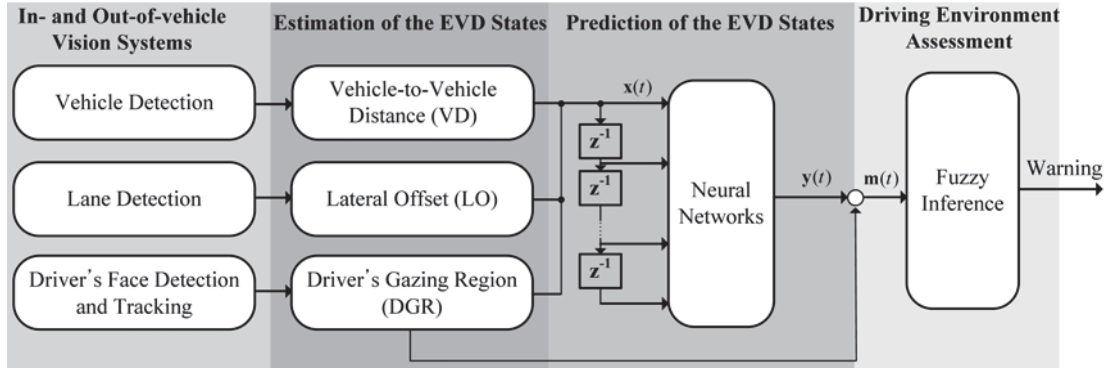 In- and Out-of-vehicle
Vision Systems
Estimation of the EVD States
Prediction of the EVD States
Driving Environment
Assessment
Vehicle Detection
Vehicle-to-Vehicle
Distance (VD)
x(t)
z⁻¹
z⁻¹
z⁻¹
Lane Detection
Lateral Offset (LO)
Neural
Networks
y(t)
m(t)
Fuzzy
Inference
Warning
Driver's Face Detection
and Tracking
Driver's Gazing Region
(DGR)